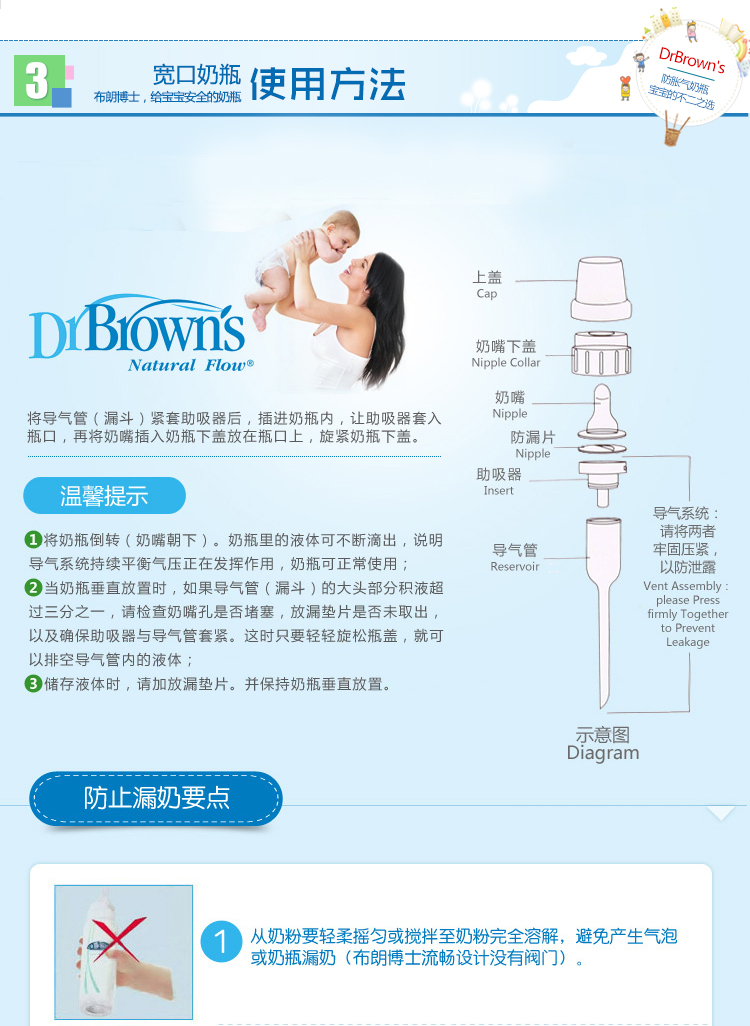 3
宽口奶瓶
布朗博士，给宝宝安全的奶瓶
使用方法
DrBrown's
防胀气奶瓶
宝宝的不二之选
DrBrown's
Natural Flow®
将导气管（漏斗）紧套助吸器后，插进奶瓶内，让助吸器套入
瓶口，再将奶嘴插入奶瓶下盖放在瓶口上，旋紧奶瓶下盖。
温馨提示
1将奶瓶倒转（奶嘴朝下）。奶瓶里的液体可不断滴出，说明
导气系统持续平衡气压正在发挥作用，奶瓶可正常使用；
2当奶瓶垂直放置时，如果导气管（漏斗）的大头部分积液超
过三分之一，请检查奶嘴孔是否堵塞，放漏垫片是否未取出，
以及确保助吸器与导气管套紧。这时只要轻轻旋松瓶盖，就可
以排空导气管内的液体；
3储存液体时，请加放漏垫片。并保持奶瓶垂直放置。
上盖
Cap
奶嘴下盖
Nipple Collar
奶嘴
Nipple
防漏片
Nipple
助吸器
Insert
导气管
Reservoir
导气系统：
请将两者
牢固压紧，
以防泄露
Vent Assembly：
please Press
firmly Together
to Prevent
Leakage
示意图
Diagram
防止漏奶要点
1
从奶粉要轻柔摇匀或搅拌至奶粉完全溶解，避免产生气泡
或奶瓶漏奶（布朗博士流畅设计没有阀门）。